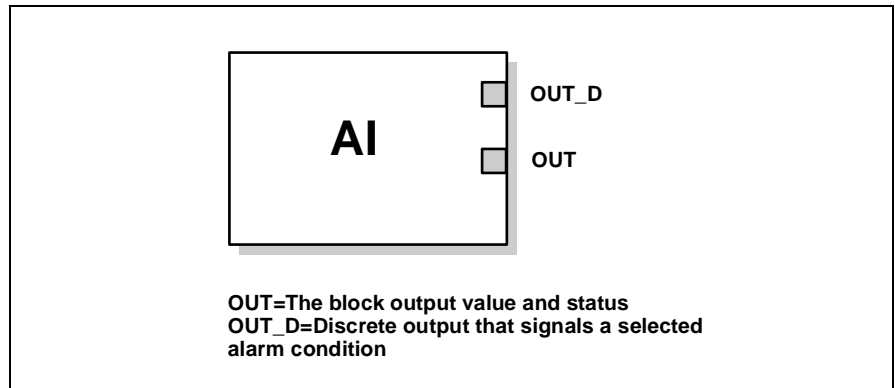 OUT_D
AI
OUT
OUT=The block output value and status
OUT_D=Discrete output that signals a selected
alarm condition